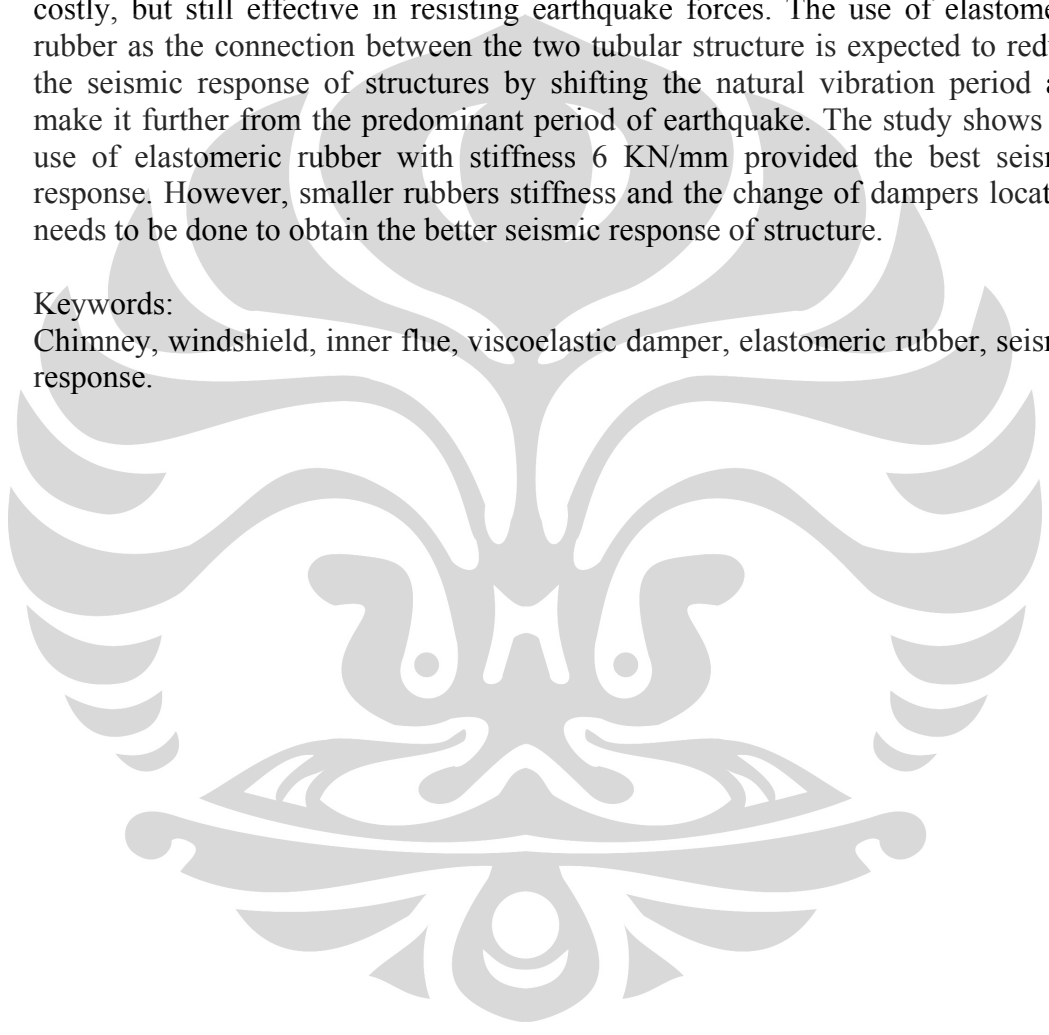 costly, but still effective in resisting earthquake forces. The use of elastome
rubber as the connection between the two tubular structure is expected to red
the seismic response of structures by shifting the natural vibration period a
make it further from the predominant period of earthquake. The study shows
use of elastomeric rubber with stiffness 6 KN/mm provided the best seism
response. However, smaller rubbers stiffness and the change of dampers locat
needs to be done to obtain the better seismic response of structure.
Keywords:
Chimney, windshield, inner flue, viscoelastic damper, elastomeric rubber, seism
response.